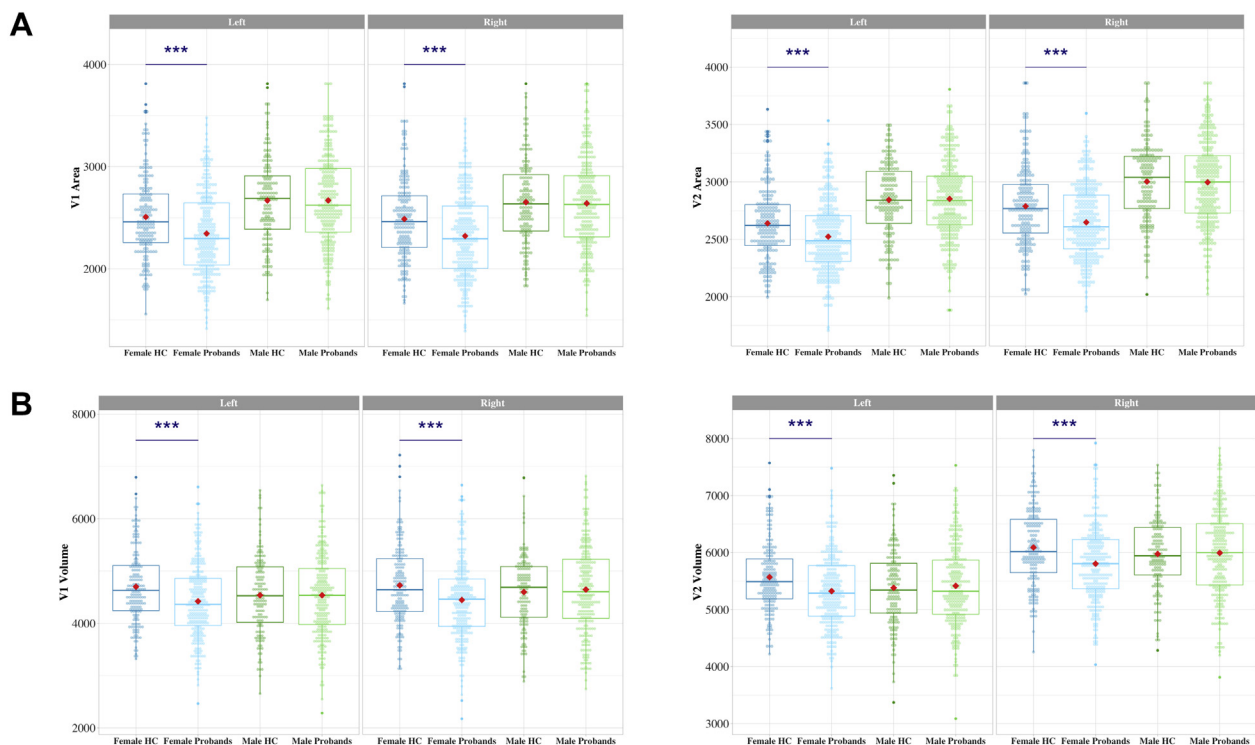 A
Left Right
V1 Area
4000
3000
2000
*** ***
Female HC Female Probands Male HC Male Probands Female HC Female Probands Male HC Male Probands
Left Right
V2 Area
4000
3500
3000
2500
2000
*** ***
Female HC Female Probands Male HC Male Probands Female HC Female Probands Male HC Male Probands
B
Left Right
V1 Volume
8000
6000
4000
2000
*** ***
Female HC Female Probands Male HC Male Probands Female HC Female Probands Male HC Male Probands
Left Right
V2 Volume
8000
7000
6000
5000
4000
3000
*** ***
Female HC Female Probands Male HC Male Probands Female HC Female Probands Male HC Male Probands